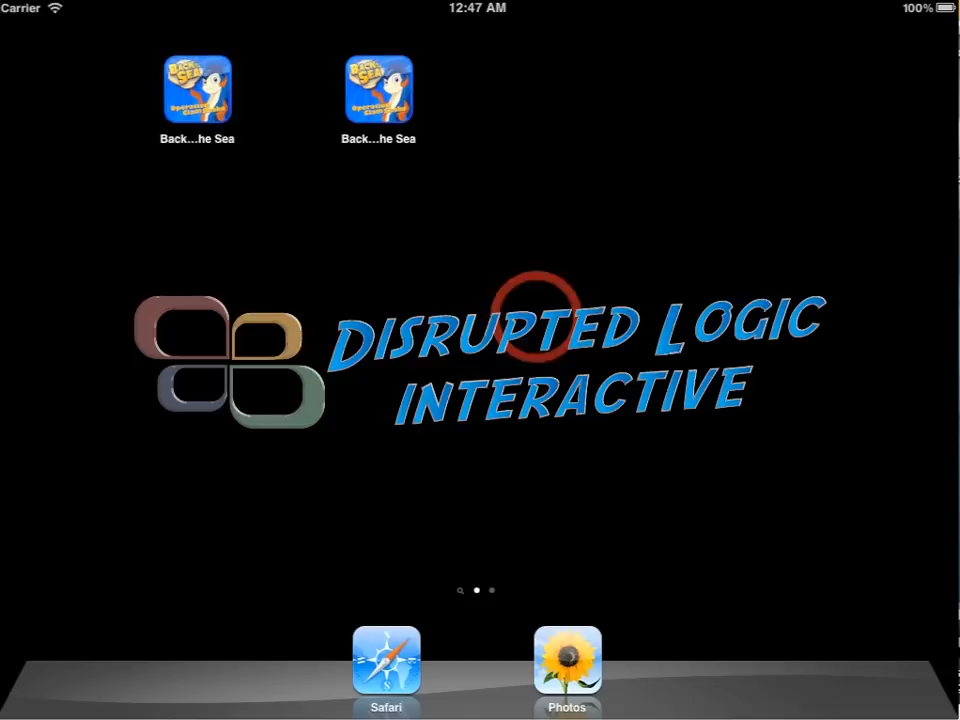 Carrier
12:47 AM
100%
Back...he Sea
Back...he Sea
Disrupted Logic
interactive
Safari
Photos